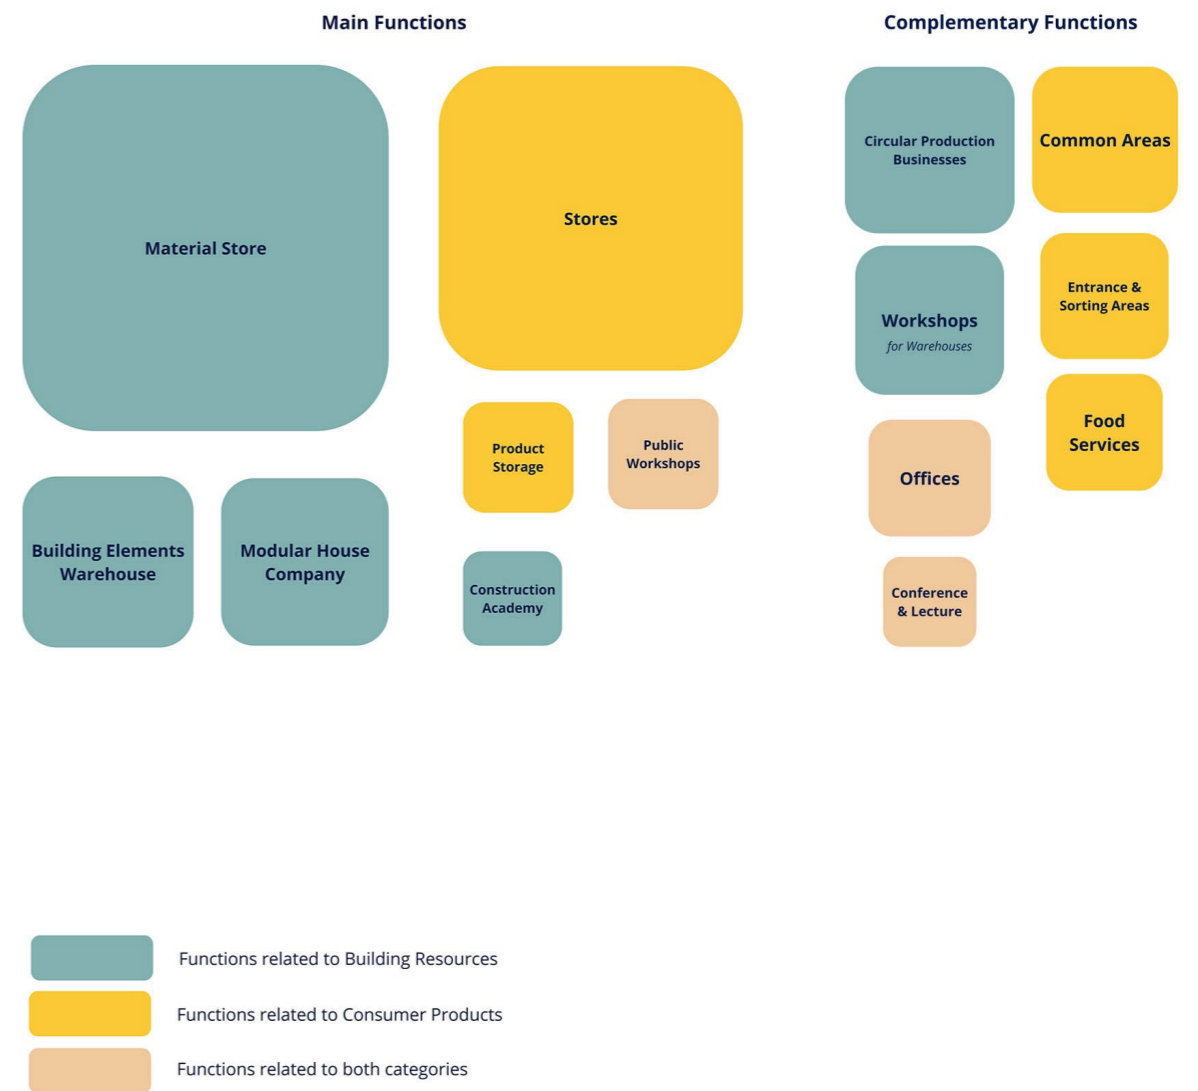 Main Functions
Complementary Functions
Material Store
Stores
Building Elements
Warehouse
Modular House
Company
Product
Storage
Public
Workshops
Construction
Academy
Circular Production
Businesses
Common Areas
Workshops
for Warehouses
Entrance &
Sorting Areas
Offices
Food
Services
Conference
& Lecture
Functions related to Building Resources
Functions related to Consumer Products
Functions related to both categories